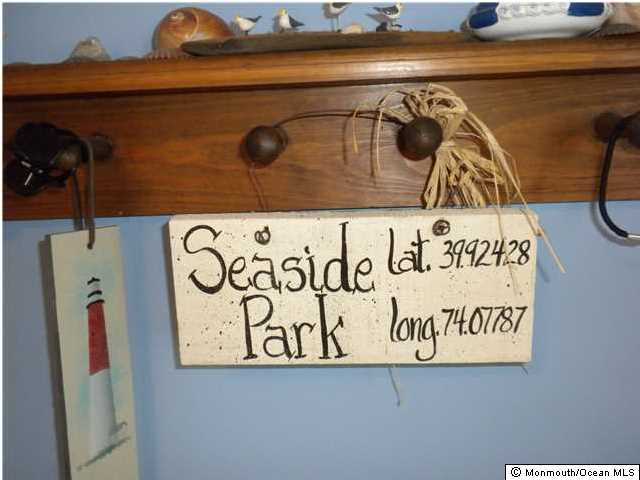 Seaside
Park
Lat. 39.92428
long. 74.07787
© Monmouth/Ocean MLS